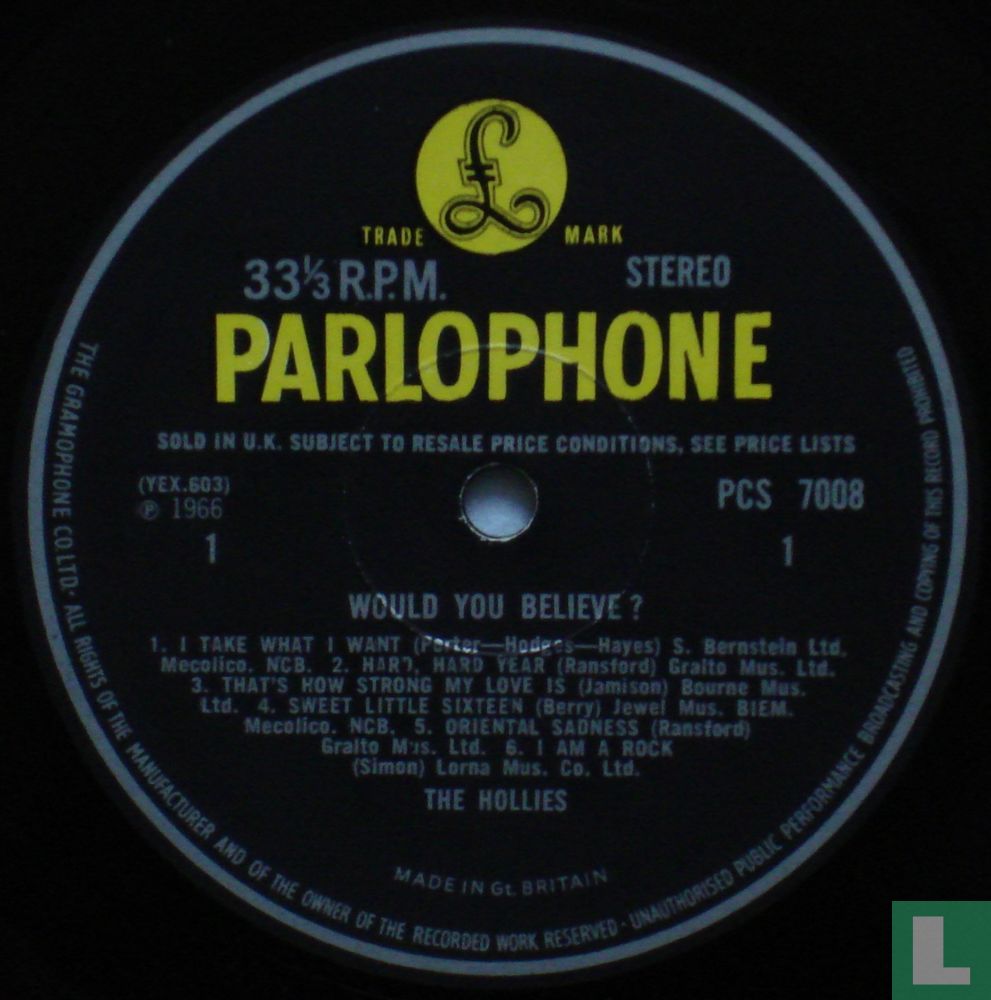 £
TRADE MARK
33⅓ R.P.M. STEREO
PARLOPHONE
SOLD IN U.K. SUBJECT TO RESALE PRICE CONDITIONS, SEE PRICE LISTS
(YEX.603) PCS 7008
Ⓟ 1966
1 1
WOULD YOU BELIEVE?
1. I TAKE WHAT I WANT (Porter—Hodges—Hayes) S. Bernstein Ltd.
Mecolico. NCB. 2. HARD, HARD YEAR (Ransford) Gralto Mus. Ltd.
3. THAT'S HOW STRONG MY LOVE IS (Jamison) Bourne Mus.
Ltd. 4. SWEET LITTLE SIXTEEN (Berry) Jewel Mus. BIEM.
Mecolico. NCB. 5. ORIENTAL SADNESS (Ransford)
Gralto Mus. Ltd. 6. I AM A ROCK
(Simon) Lorna Mus. Co. Ltd.
THE HOLLIES
MADE IN Gt. BRITAIN
THE GRAMOPHONE CO. LTD. · ALL RIGHTS OF THE MANUFACTURER AND OF THE OWNER OF THE RECORDED WORK RESERVED · UNAUTHORISED PUBLIC PERFORMANCE BROADCASTING AND COPYING OF THIS RECORD PROHIBITED
L